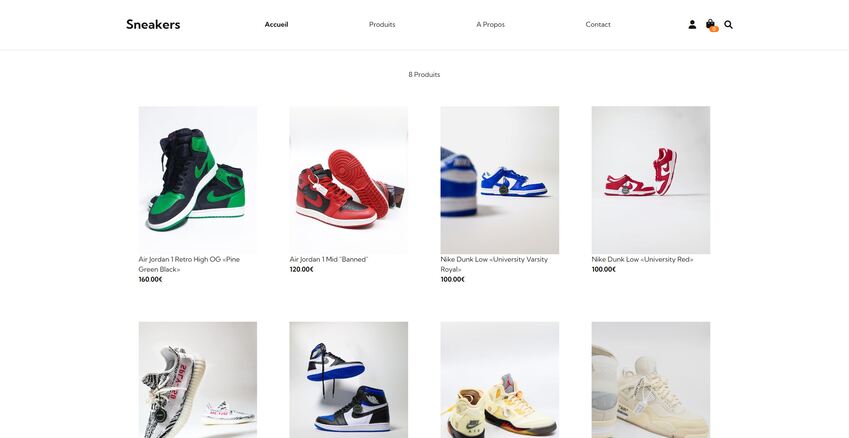 Sneakers
Accueil
Produits
A Propos
Contact
8 Produits
Air Jordan 1 Retro High OG «Pine
Green Black»
160.00€
Air Jordan 1 Mid "Banned"
120.00€
Nike Dunk Low «University Varsity
Royal»
100.00€
Nike Dunk Low «University Red»
100.00€